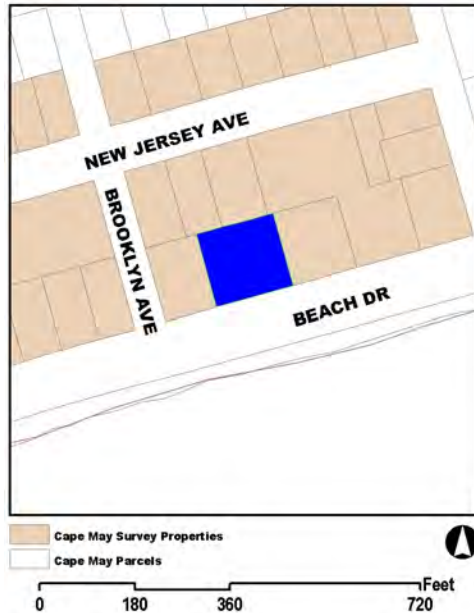 NEW JERSEY AVE
BROOKLYN AVE
BEACH DR
Cape May Survey Properties
Cape May Parcels
Feet
0 180 360 720